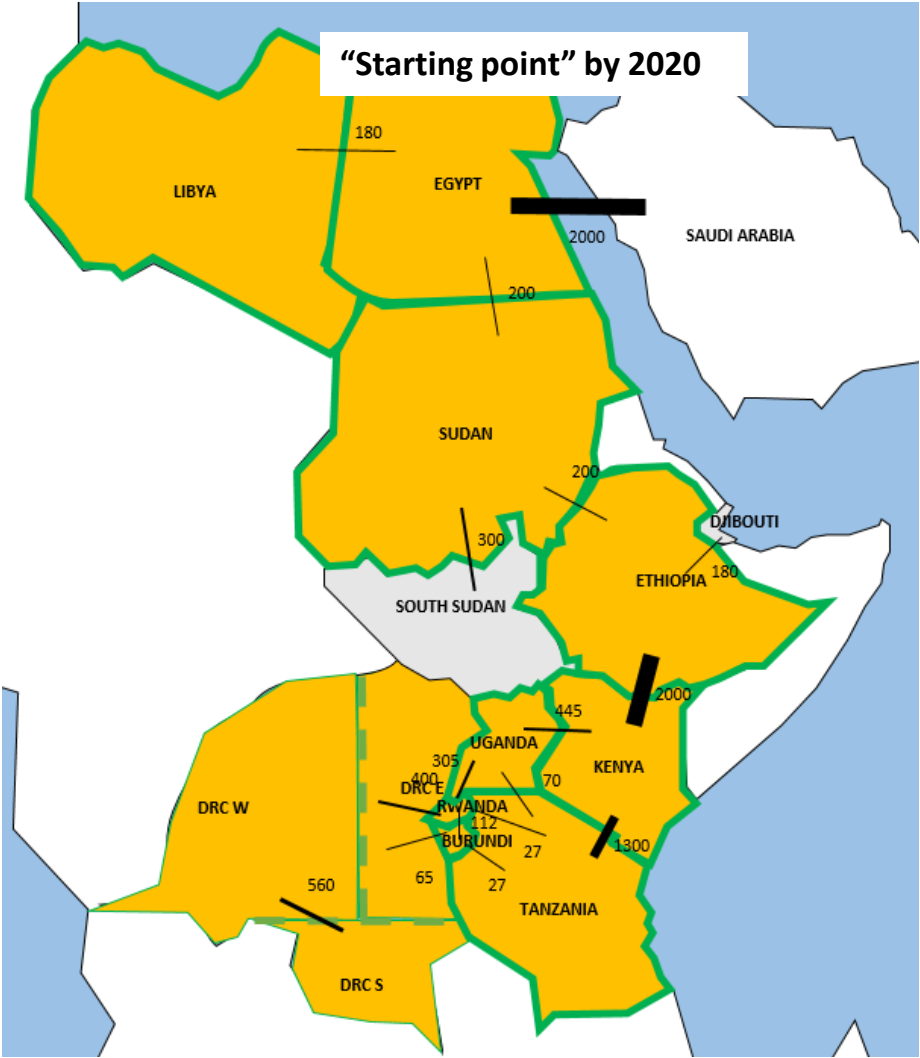 “Starting point” by 2020
180
LIBYA
EGYPT
2000
SAUDI ARABIA
200
SUDAN
200
300
DJIBOUTI
ETHIOPIA
180
SOUTH SUDAN
2000
445
UGANDA
305
KENYA
400
70
DRC E
DRC W
RWANDA
112
BURUNDI
1300
27
65
27
560
TANZANIA
DRC S